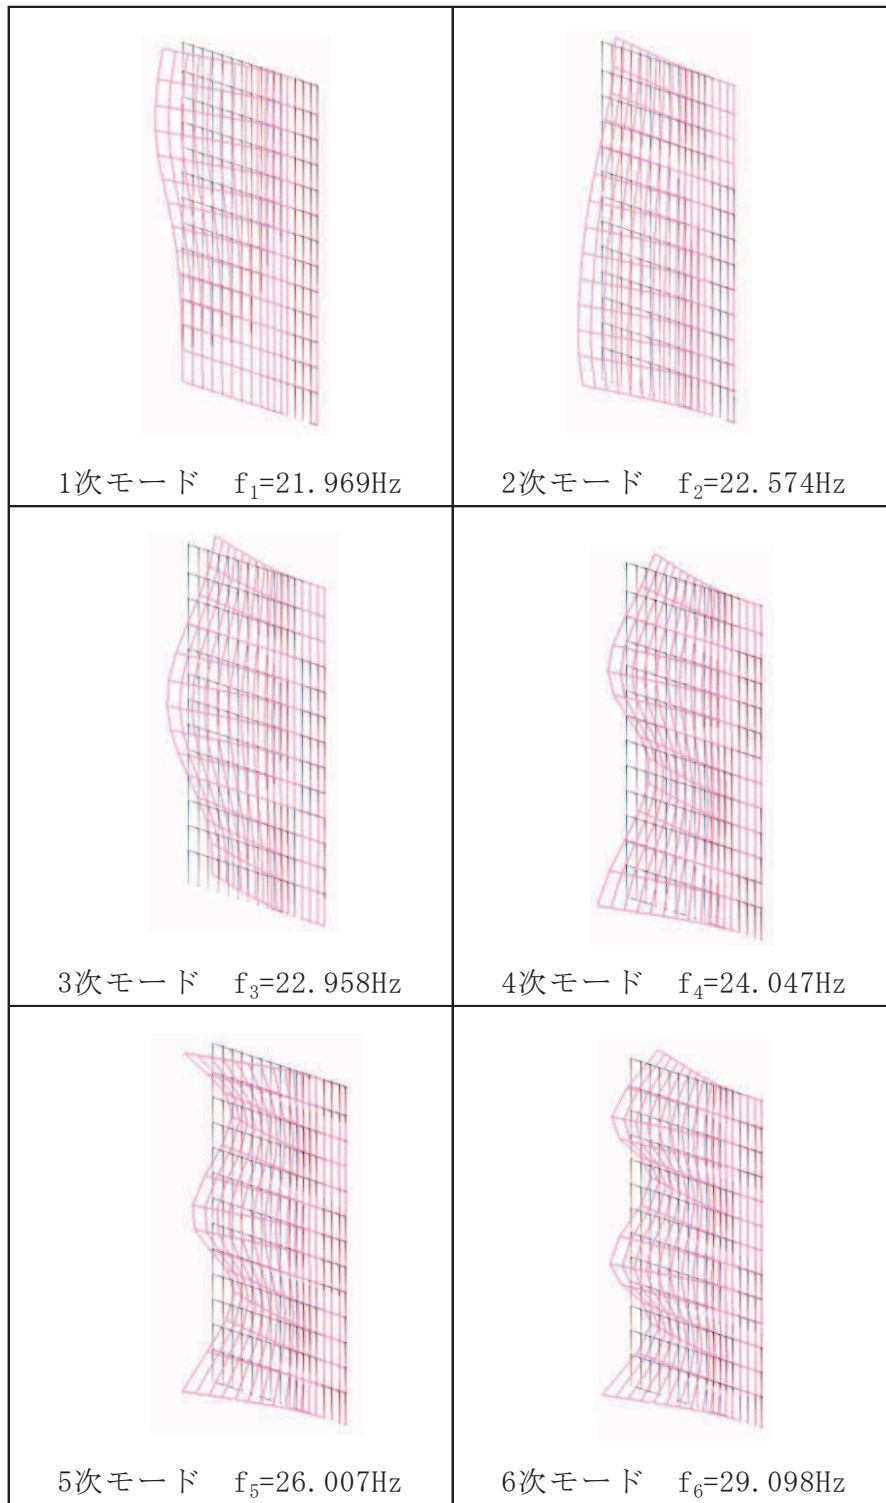 1次モード f₁=21.969Hz
2次モード f₂=22.574Hz
3次モード f₃=22.958Hz
4次モード f₄=24.047Hz
5次モード f₅=26.007Hz
6次モード f₆=29.098Hz